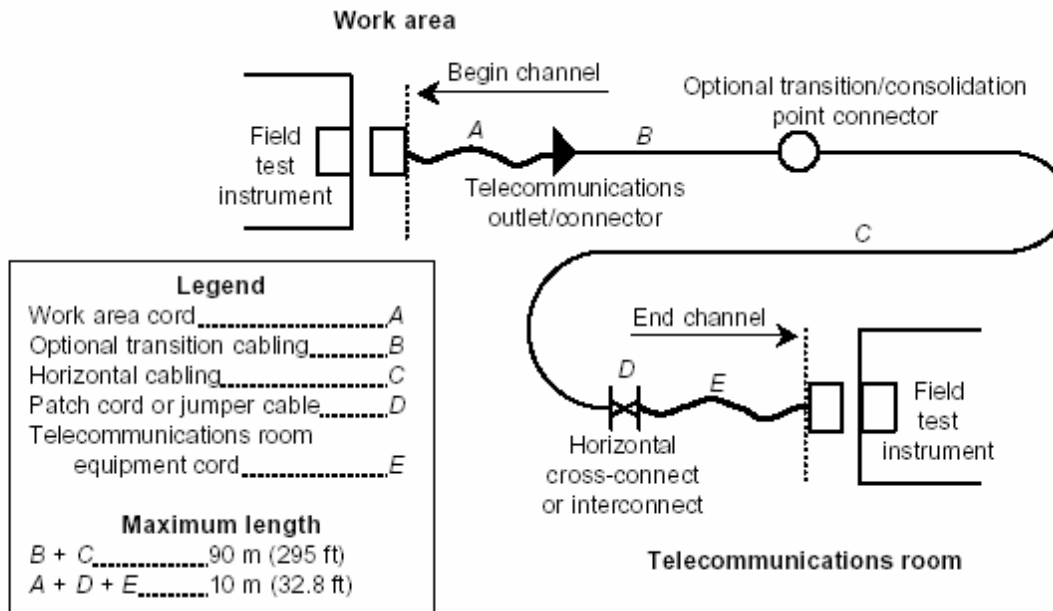 Work area
Begin channel
Optional transition/consolidation
point connector
A
B
Field
test
instrument
Telecommunications
outlet/connector
C
Legend
Work area cord A
Optional transition cabling B
Horizontal cabling C
Patch cord or jumper cable D
Telecommunications room
equipment cord E
Maximum length
B + C 90 m (295 ft)
A + D + E 10 m (32.8 ft)
End channel
D
E
Field
test
instrument
Horizontal
cross-connect
or interconnect
Telecommunications room